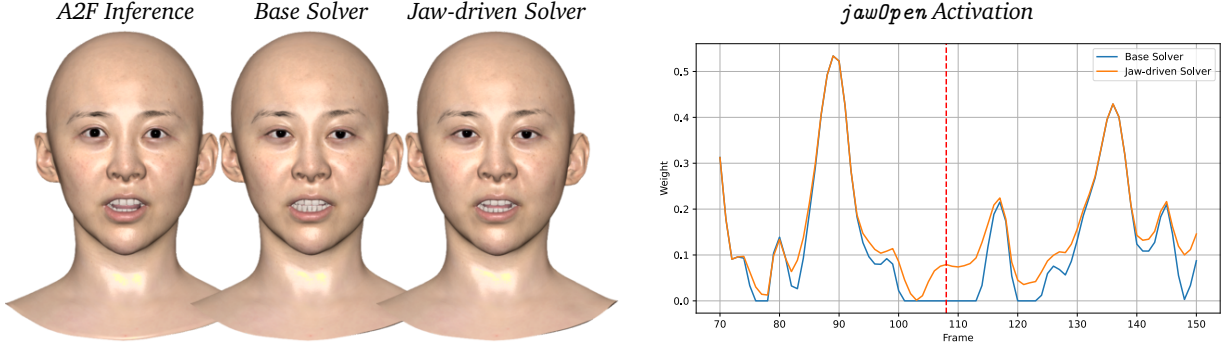 A2F Inference
Base Solver
Jaw-driven Solver
jawOpen Activation
Base Solver
Jaw-driven Solver
Weight
0.5
0.4
0.3
0.2
0.1
0.0
70 80 90 100 110 120 130 140 150
Frame